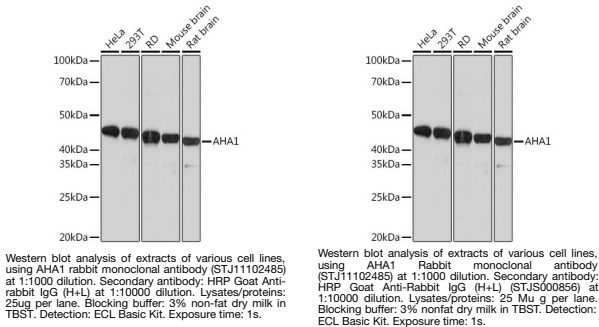 HeLa
293T
RD
Mouse brain
Rat brain
100kDa
70kDa
50kDa
40kDa
35kDa
25kDa
20kDa
AHA1
Western blot analysis of extracts of various cell lines,
using AHA1 rabbit monoclonal antibody (STJ11102485)
at 1:1000 dilution. Secondary antibody: HRP Goat Anti-
rabbit IgG (H+L) at 1:10000 dilution. Lysates/proteins:
25ug per lane. Blocking buffer: 3% non-fat dry milk in
TBST. Detection: ECL Basic Kit. Exposure time: 1s.
HeLa
293T
RD
Mouse brain
Rat brain
100kDa
70kDa
50kDa
40kDa
35kDa
25kDa
20kDa
AHA1
Western blot analysis of extracts of various cell lines,
using AHA1 Rabbit monoclonal antibody
(STJ11102485) at 1:1000 dilution. Secondary antibody:
HRP Goat Anti-Rabbit IgG (H+L) (STJS000856) at
1:10000 dilution. Lysates/proteins: 25 Mu g per lane.
Blocking buffer: 3% nonfat dry milk in TBST. Detection:
ECL Basic Kit. Exposure time: 1s.